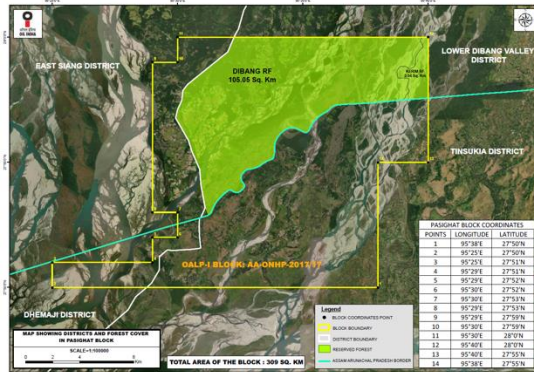 OIL INDIA
EAST SIANG DISTRICT
DIBANG RF
105.05 Sq. Km
LOWER DIBANG VALLEY
DISTRICT
TINSUKIA DISTRICT
OALP-I BLOCK: AA-ONHP-2017/17
DHEMAJI DISTRICT
MAP SHOWING DISTRICTS AND FOREST COVER
IN PASIGHAT BLOCK
SCALE=1:100000
TOTAL AREA OF THE BLOCK : 309 SQ. KM
Legend
BLOCK COORDINATES POINT
BLOCK BOUNDARY
DISTRICT BOUNDARY
RESERVED FOREST
ASSAM-ARUNACHAL PRADESH BORDER
PASIGHAT BLOCK COORDINATES
POINTS LONGITUDE LATITUDE
1 95°38'E 27°50'N
2 95°25'E 27°50'N
3 95°25'E 27°51'N
4 95°29'E 27°51'N
5 95°29'E 27°52'N
6 95°30'E 27°52'N
7 95°30'E 27°53'N
8 95°29'E 27°53'N
9 95°29'E 27°59'N
10 95°30'E 27°59'N
11 95°30'E 28°0'N
12 95°40'E 28°0'N
13 95°40'E 27°55'N
14 95°38'E 27°55'N